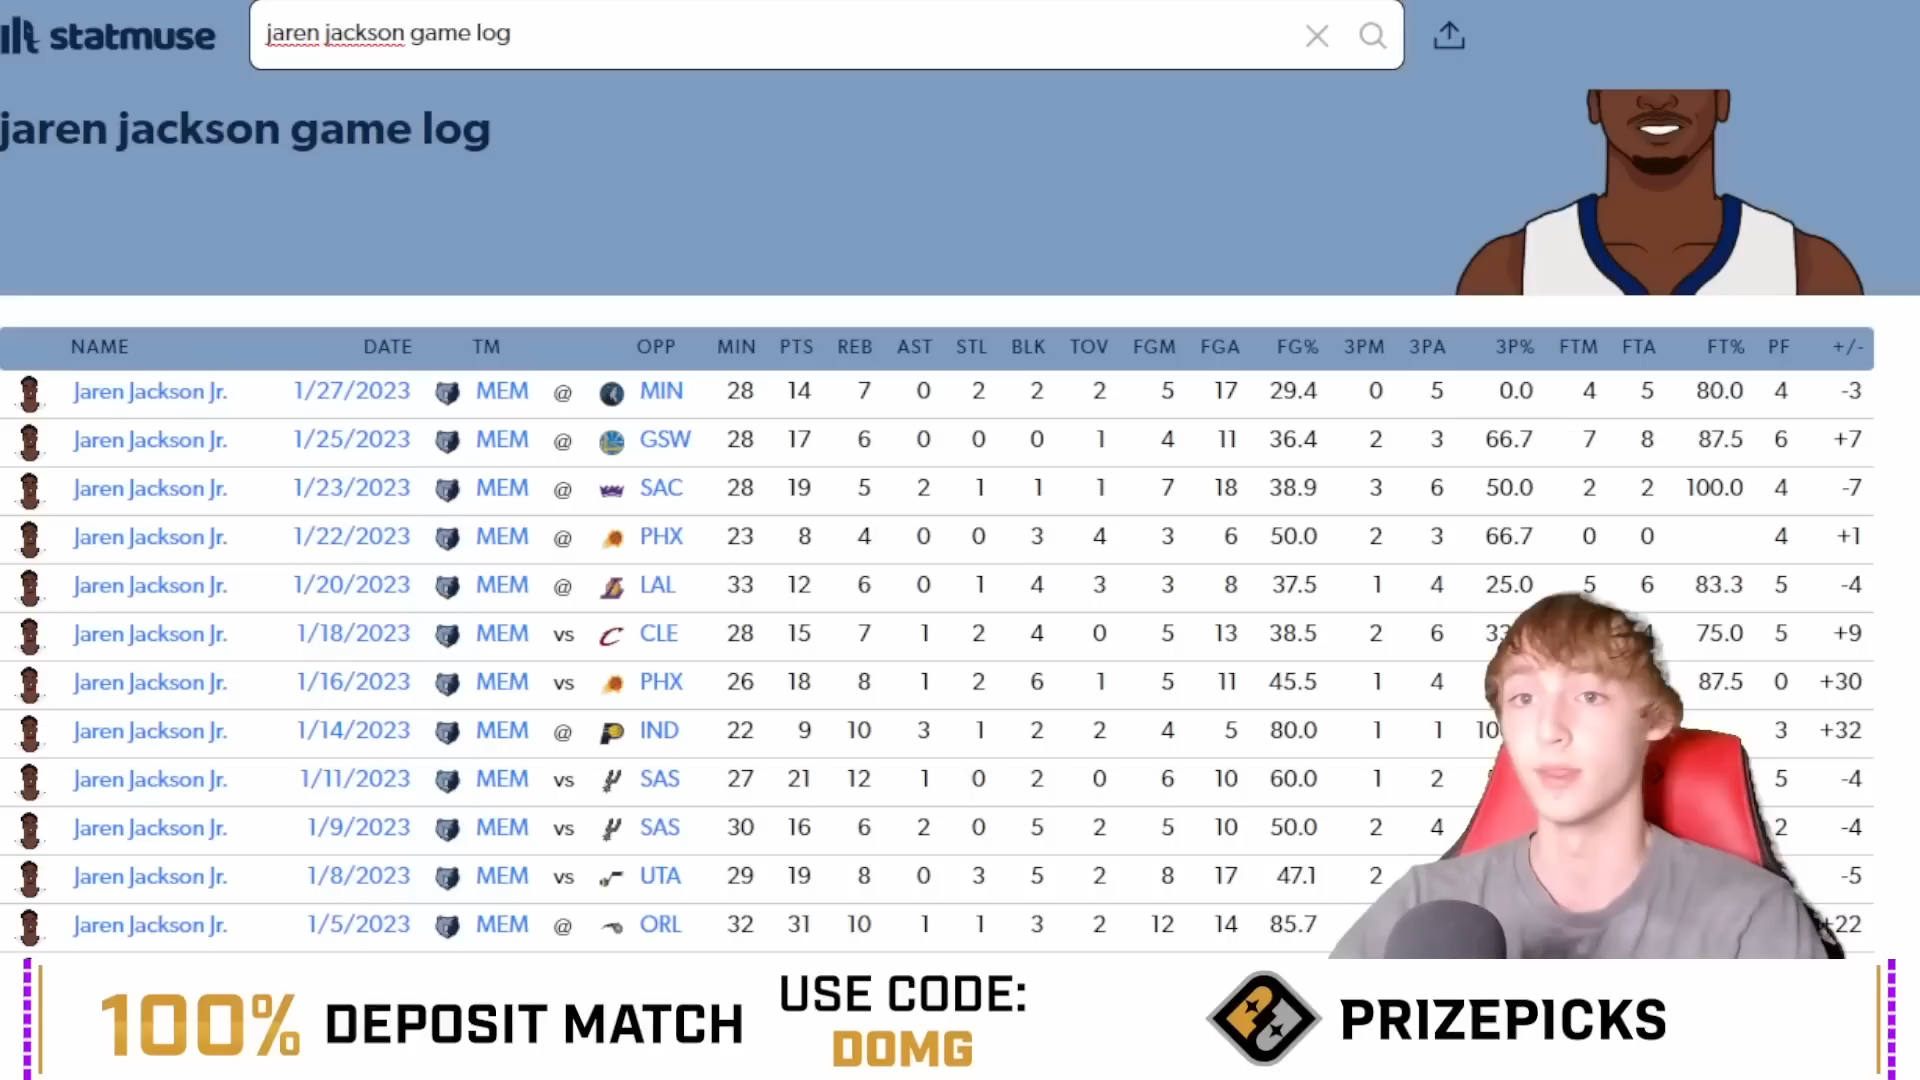 statmuse
jaren jackson game log
jaren jackson game log
NAME DATE TM OPP MIN PTS REB AST STL BLK TOV FGM FGA FG% 3PM 3PA 3P% FTM FTA FT% PF +/-
Jaren Jackson Jr. 1/27/2023 MEM @ MIN 28 14 7 0 2 2 2 5 17 29.4 0 5 0.0 4 5 80.0 4 -3
Jaren Jackson Jr. 1/25/2023 MEM @ GSW 28 17 6 0 0 0 1 4 11 36.4 2 3 66.7 7 8 87.5 6 +7
Jaren Jackson Jr. 1/23/2023 MEM @ SAC 28 19 5 2 1 1 1 7 18 38.9 3 6 50.0 2 2 100.0 4 -7
Jaren Jackson Jr. 1/22/2023 MEM @ PHX 23 8 4 0 0 3 4 3 6 50.0 2 3 66.7 0 0 4 +1
Jaren Jackson Jr. 1/20/2023 MEM @ LAL 33 12 6 0 1 4 3 3 8 37.5 1 4 25.0 5 6 83.3 5 -4
Jaren Jackson Jr. 1/18/2023 MEM vs CLE 28 15 7 1 2 4 0 5 13 38.5 2 6 75.0 5 +9
Jaren Jackson Jr. 1/16/2023 MEM vs PHX 26 18 8 1 2 6 1 5 11 45.5 1 4 87.5 0 +30
Jaren Jackson Jr. 1/14/2023 MEM @ IND 22 9 10 3 1 2 2 4 5 80.0 1 1 3 +32
Jaren Jackson Jr. 1/11/2023 MEM vs SAS 27 21 12 1 0 2 0 6 10 60.0 1 2 5 -4
Jaren Jackson Jr. 1/9/2023 MEM vs SAS 30 16 6 2 0 5 2 5 10 50.0 2 4 2 -4
Jaren Jackson Jr. 1/8/2023 MEM vs UTA 29 19 8 0 3 5 2 8 17 47.1 2 -5
Jaren Jackson Jr. 1/5/2023 MEM @ ORL 32 31 10 1 1 3 2 12 14 85.7 +22
100% DEPOSIT MATCH
USE CODE:
DOMG
PRIZEPICKS